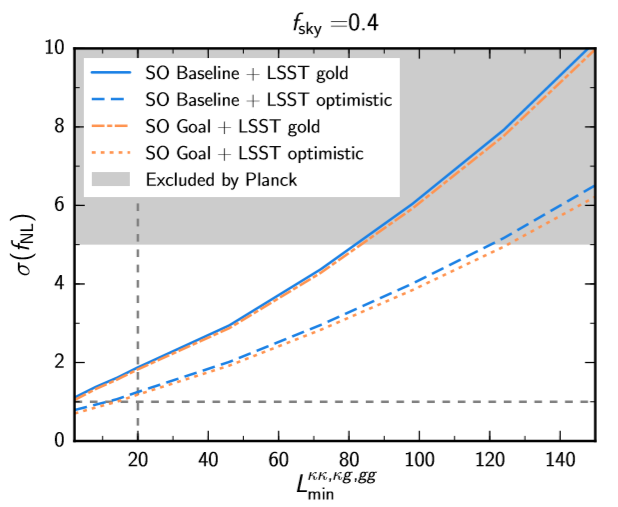 f_sky =0.4
SO Baseline + LSST gold
SO Baseline + LSST optimistic
SO Goal + LSST gold
SO Goal + LSST optimistic
Excluded by Planck
σ(f_NL)
10
8
6
4
2
0
20 40 60 80 100 120 140
L_min^κκ,κg,gg